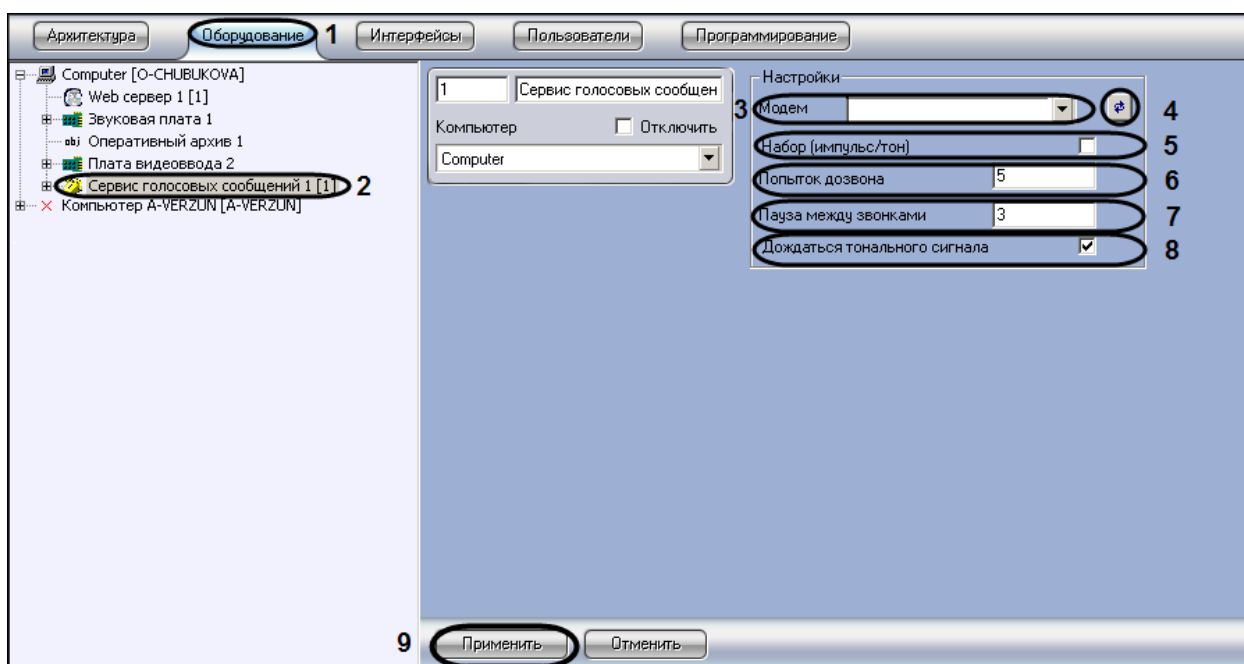 Архитектура
Оборудование
1
Интерфейсы
Пользователи
Программирование
Computer [O-CHUBUKOVA]
Web сервер 1 [1]
Звуковая плата 1
obj Оперативный архив 1
Плата видеоввода 2
Сервис голосовых сообщений 1 [1]
2
Компьютер A-VERZUN [A-VERZUN]
1
Сервис голосовых сообщен
Компьютер
Отключить
Computer
Настройки
3
Модем
4
Набор (импульс/тон)
5
Попыток дозвона
5
6
Пауза между звонками
3
7
Дождаться тонального сигнала
8
9
Применить
Отменить